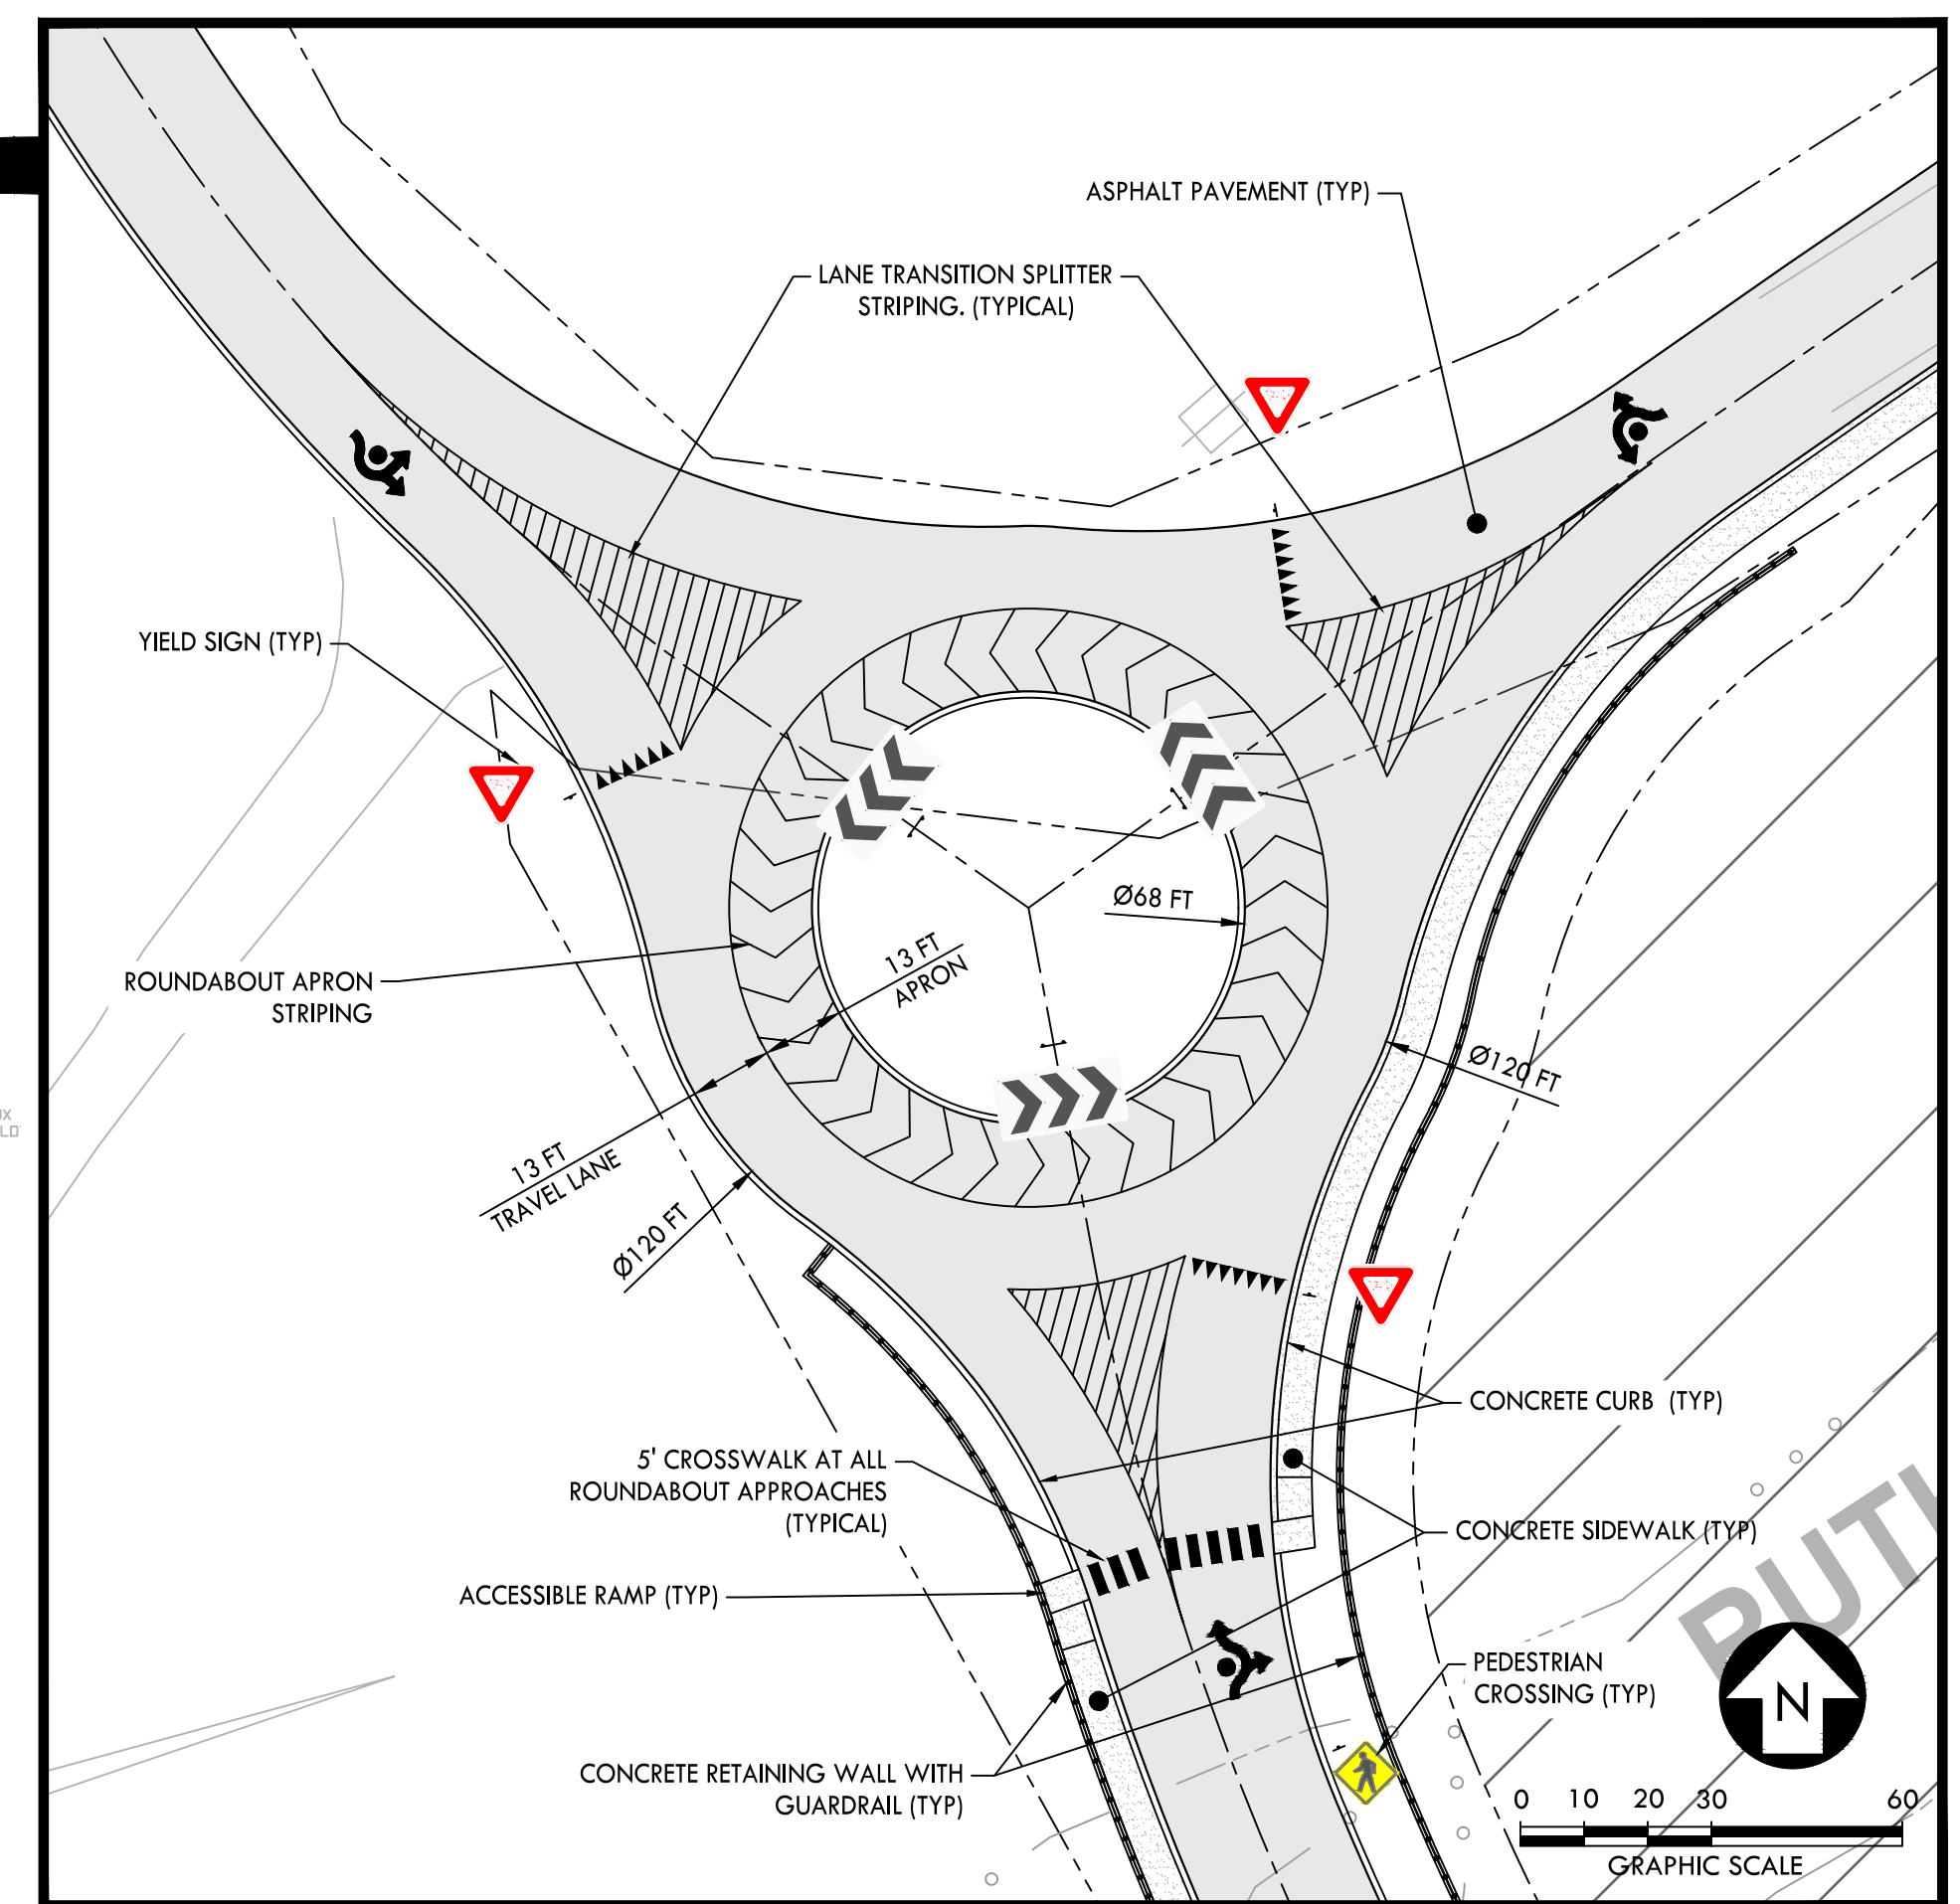 ASPHALT PAVEMENT (TYP)
LANE TRANSITION SPLITTER
STRIPING. (TYPICAL)
YIELD SIGN (TYP)
Ø68 FT
13 FT
APRON
ROUNDABOUT APRON
STRIPING
Ø120 FT
13 FT
TRAVEL LANE
Ø120 FT
CONCRETE CURB (TYP)
5' CROSSWALK AT ALL
ROUNDABOUT APPROACHES
(TYPICAL)
CONCRETE SIDEWALK (TYP)
ACCESSIBLE RAMP (TYP)
PEDESTRIAN
CROSSING (TYP)
N
CONCRETE RETAINING WALL WITH
GUARDRAIL (TYP)
0 10 20 30 60
GRAPHIC SCALE